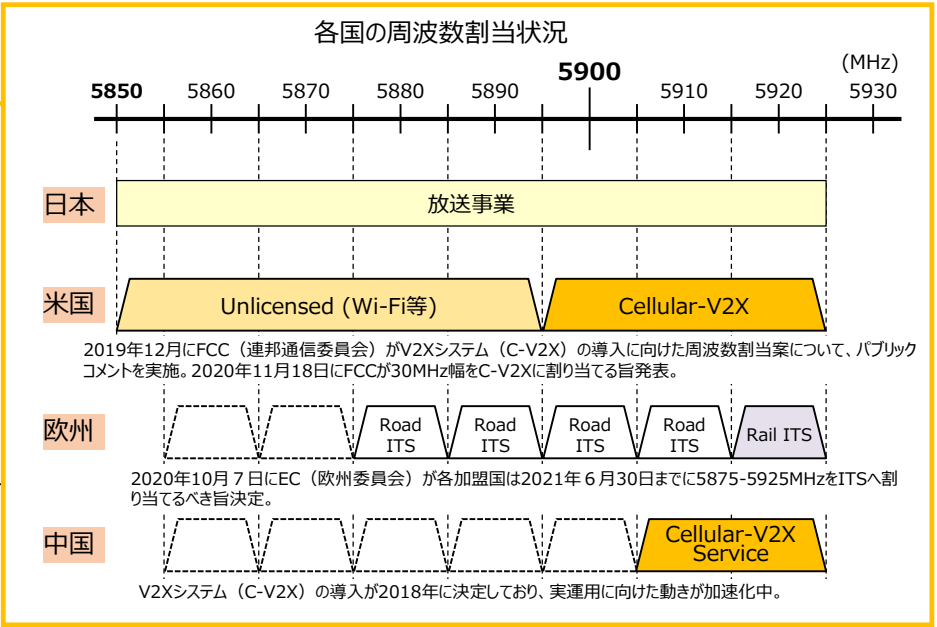 各国の周波数割当状況
(MHz)
5850 5860 5870 5880 5890 5900 5910 5920 5930
日本
放送事業
米国
Unlicensed (Wi-Fi等)
Cellular-V2X
2019年12月にFCC（連邦通信委員会）がV2Xシステム（C-V2X）の導入に向けた周波数割当案について、パブリック
コメントを実施。2020年11月18日にFCCが30MHz幅をC-V2Xに割り当てる旨発表。
欧州
Road
ITS
Road
ITS
Road
ITS
Road
ITS
Rail ITS
2020年10月７日にEC（欧州委員会）が各加盟国は2021年６月30日までに5875-5925MHzをITSへ割
り当てるべき旨決定。
中国
Cellular-V2X
Service
V2Xシステム（C-V2X）の導入が2018年に決定しており、実運用に向けた動きが加速化中。